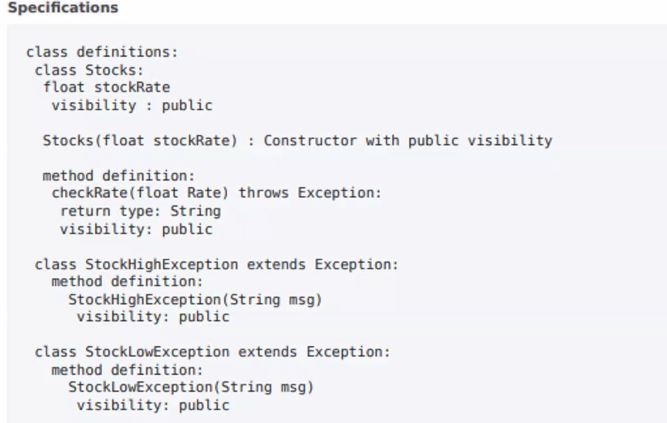 Specifications
class definitions:
class Stocks:
float stockRate
visibility : public
Stocks(float stockRate) : Constructor with public visibility
method definition:
checkRate(float Rate) throws Exception:
return type: String
visibility: public
class StockHighException extends Exception:
method definition:
StockHighException(String msg)
visibility: public
class StockLowException extends Exception:
method definition:
StockLowException(String msg)
visibility: public